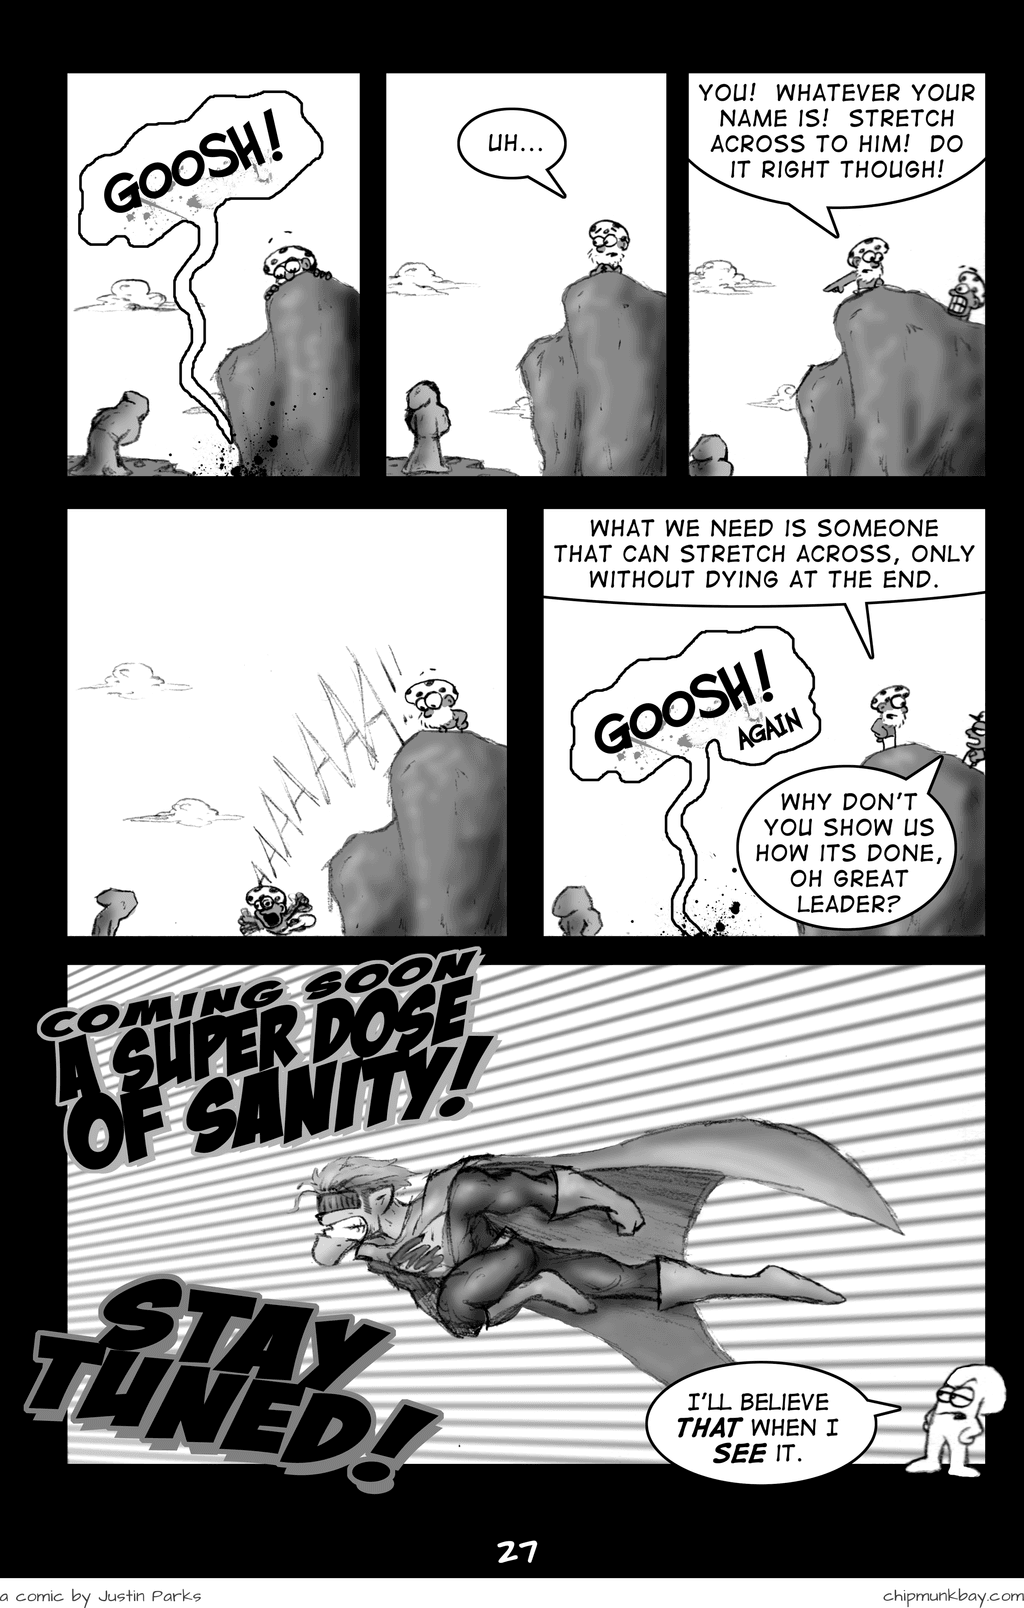 GOOSH!
UH...
YOU! WHATEVER YOUR
NAME IS! STRETCH
ACROSS TO HIM! DO
IT RIGHT THOUGH!
AAAAAAAH!!
WHAT WE NEED IS SOMEONE
THAT CAN STRETCH ACROSS, ONLY
WITHOUT DYING AT THE END.
GOOSH!
AGAIN
WHY DON'T
YOU SHOW US
HOW ITS DONE,
OH GREAT
LEADER?
COMING SOON
A SUPER DOSE
OF SANITY!
STAY
TUNED!
I'LL BELIEVE
THAT WHEN I
SEE IT.
27
a comic by Justin Parks
chipmunkbay.com